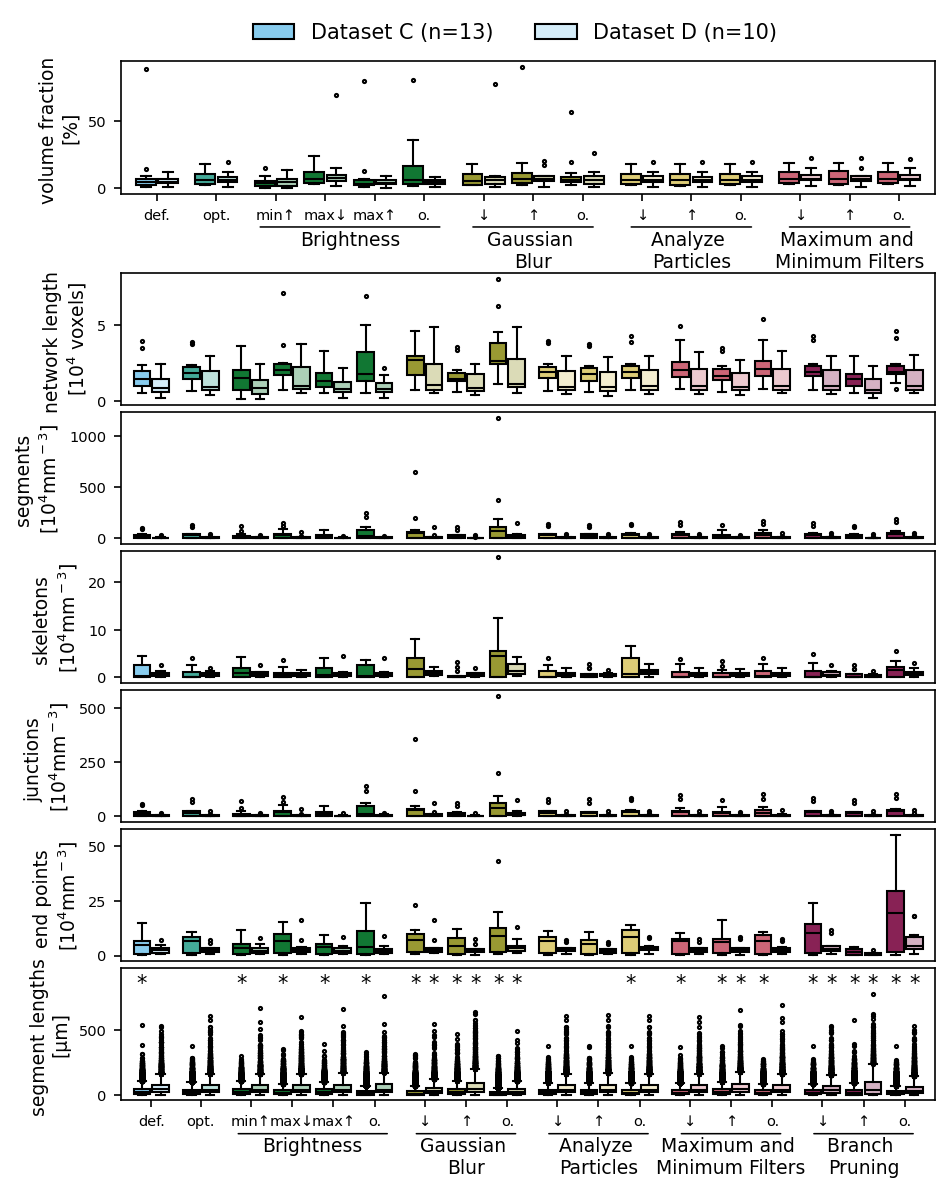 Dataset C (n=13) Dataset D (n=10)
volume fraction
[%]
50
0
def. opt. min↑ max↓ max↑ o. ↓ ↑ o. ↓ ↑ o. ↓ ↑ o.
Brightness Gaussian Blur Analyze Particles Maximum and Minimum Filters
network length
[10⁴ voxels]
5
0
segments
[10⁴mm⁻³]
1000
500
0
skeletons
[10⁴mm⁻³]
20
10
0
junctions
[10⁴mm⁻³]
500
250
0
end points
[10⁴mm⁻³]
50
25
0
segment lengths
[µm]
* * * * * * * * * * * * * * * * * * * * * *
500
0
def. opt. min↑ max↓ max↑ o. ↓ ↑ o. ↓ ↑ o. ↓ ↑ o. ↓ ↑ o.
Brightness Gaussian Blur Analyze Particles Maximum and Minimum Filters Branch Pruning